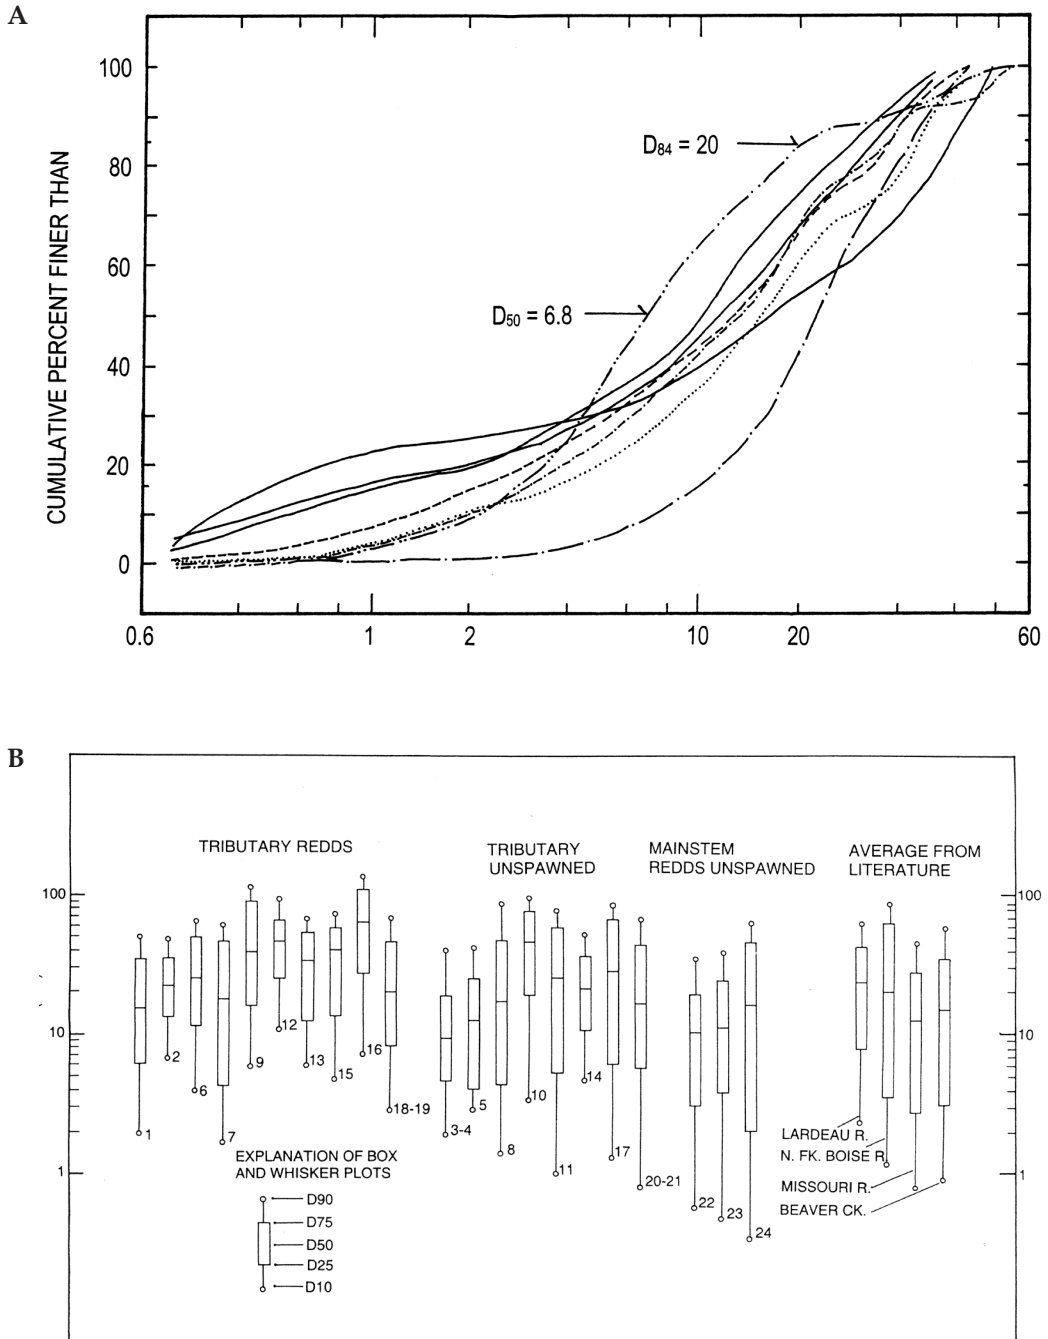 A
CUMULATIVE PERCENT FINER THAN
100
80
60
40
20
0
D84 = 20
D50 = 6.8
0.6
1
2
10
20
60
B
TRIBUTARY REDDS
TRIBUTARY
UNSPAWNED
MAINSTEM
REDDS UNSPAWNED
AVERAGE FROM
LITERATURE
100
10
1
100
10
1
1
2
6
7
9
12
13
15
16
18-19
3-4
5
8
10
11
14
17
20-21
22
23
24
LARDEAU R.
N. FK. BOISE R.
MISSOURI R.
BEAVER CK.
EXPLANATION OF BOX
AND WHISKER PLOTS
D90
D75
D50
D25
D10